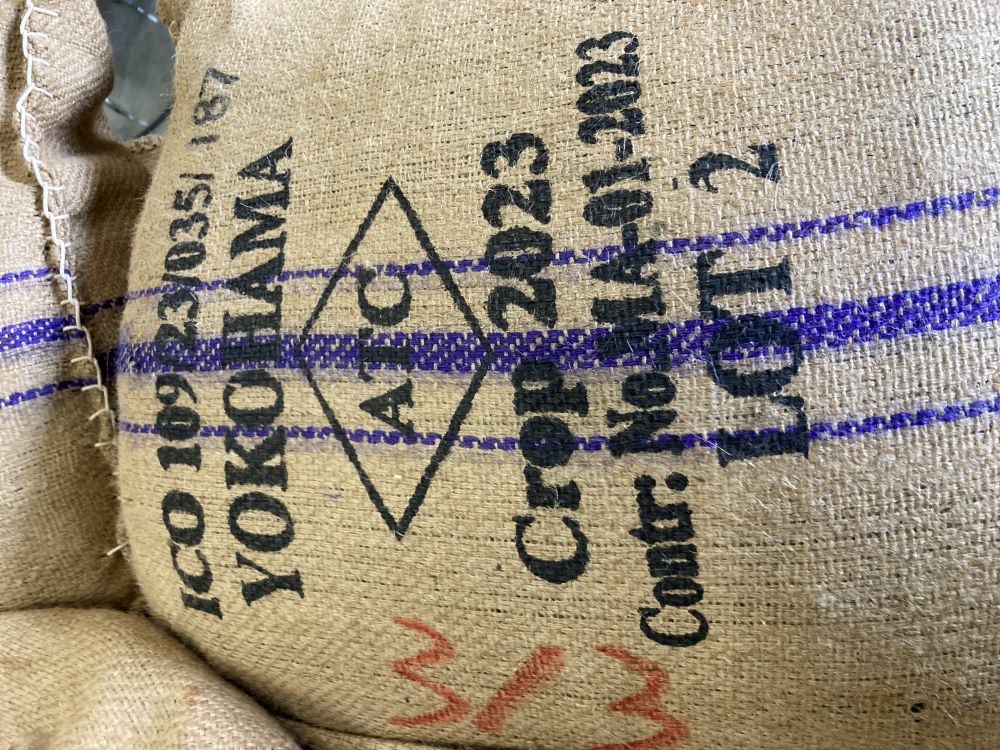 ICO 109/23/0351 187
YOKOHAMA
ATC
Crop 2023
Contr: No MA-01-2023
LOT 2
3/3